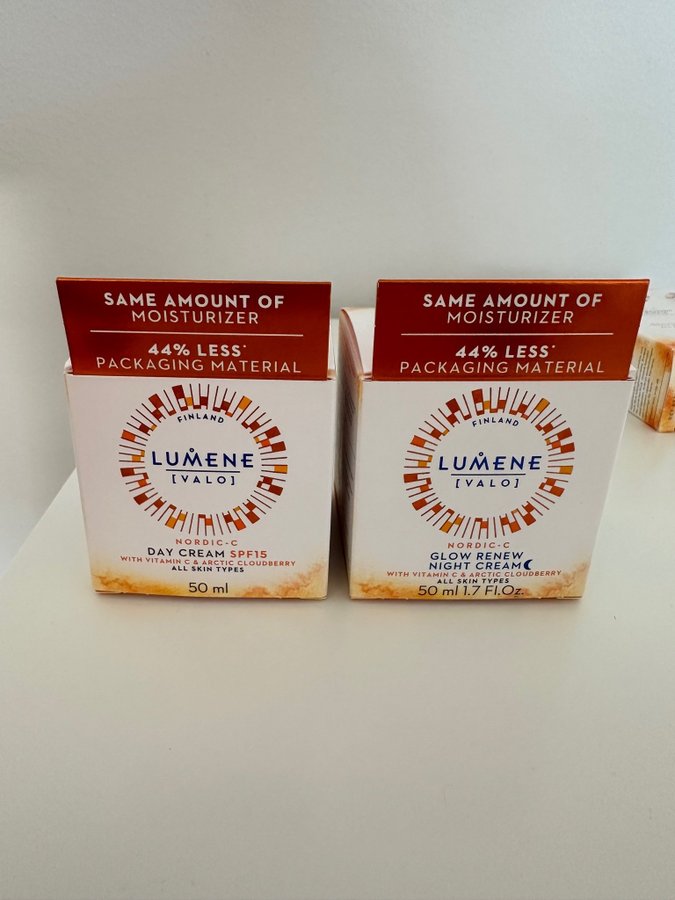 SAME AMOUNT OF
MOISTURIZER
44% LESS*
PACKAGING MATERIAL
FINLAND
LUMENE
[VALO]
NORDIC-C
DAY CREAM SPF15
WITH VITAMIN C & ARCTIC CLOUDBERRY
ALL SKIN TYPES
50 ml
SAME AMOUNT OF
MOISTURIZER
44% LESS*
PACKAGING MATERIAL
FINLAND
LUMENE
[VALO]
NORDIC-C
GLOW RENEW
NIGHT CREAM
WITH VITAMIN C & ARCTIC CLOUDBERRY
ALL SKIN TYPES
50 ml 1.7 Fl.Oz.